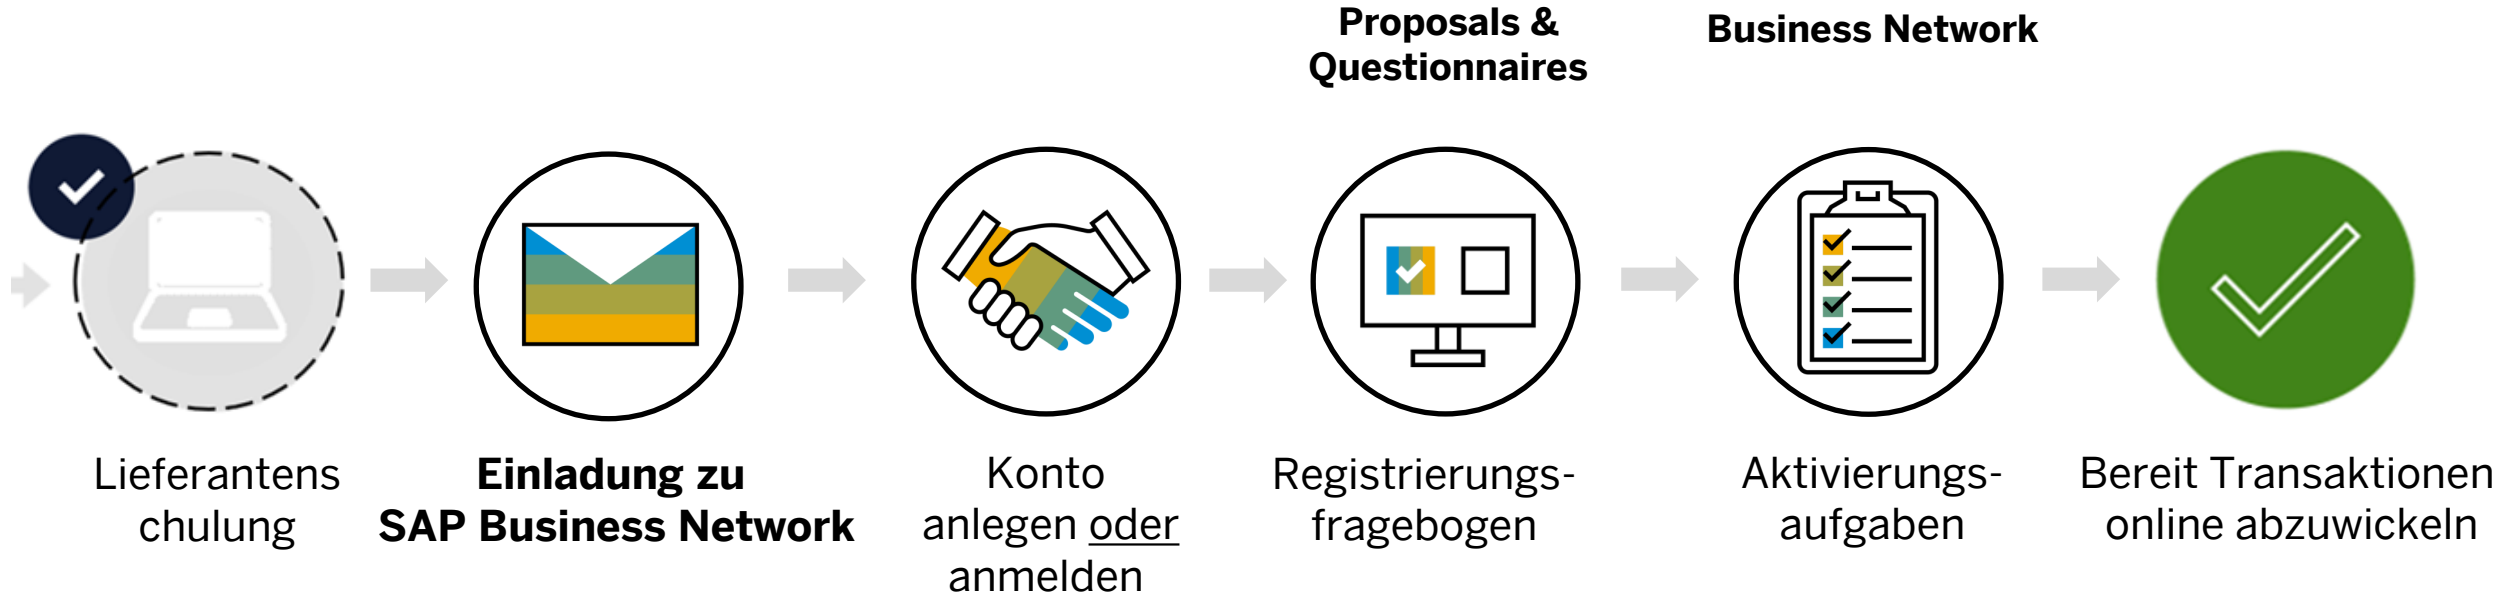 Proposals &
Questionnaires
Business Network
Lieferantens
chulung
Einladung zu
SAP Business Network
Konto
anlegen oder
anmelden
Registrierungs-
fragebogen
Aktivierungs-
aufgaben
Bereit Transaktionen
online abzuwickeln